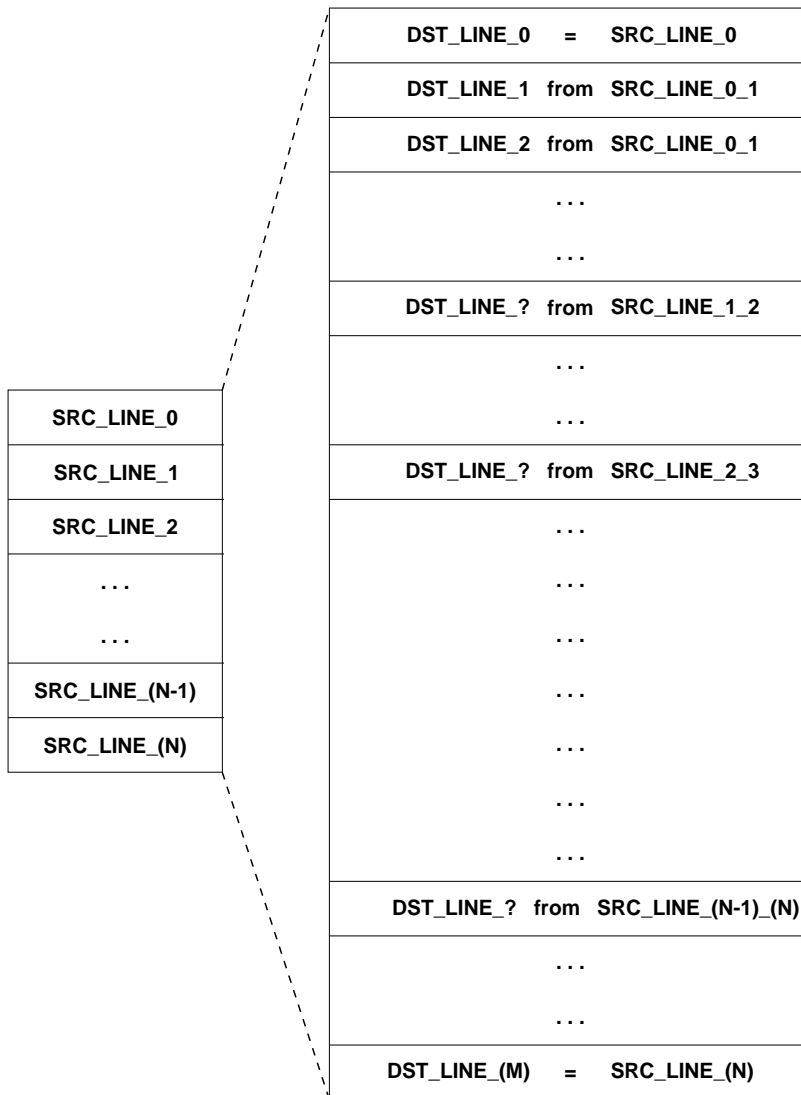 SRC_LINE_0
SRC_LINE_1
SRC_LINE_2
. . .
. . .
SRC_LINE_(N-1)
SRC_LINE_(N)
DST_LINE_0 = SRC_LINE_0
DST_LINE_1 from SRC_LINE_0_1
DST_LINE_2 from SRC_LINE_0_1
. . .
. . .
DST_LINE_? from SRC_LINE_1_2
. . .
. . .
DST_LINE_? from SRC_LINE_2_3
. . .
. . .
. . .
. . .
. . .
. . .
. . .
DST_LINE_? from SRC_LINE_(N-1)_(N)
. . .
. . .
DST_LINE_(M) = SRC_LINE_(N)